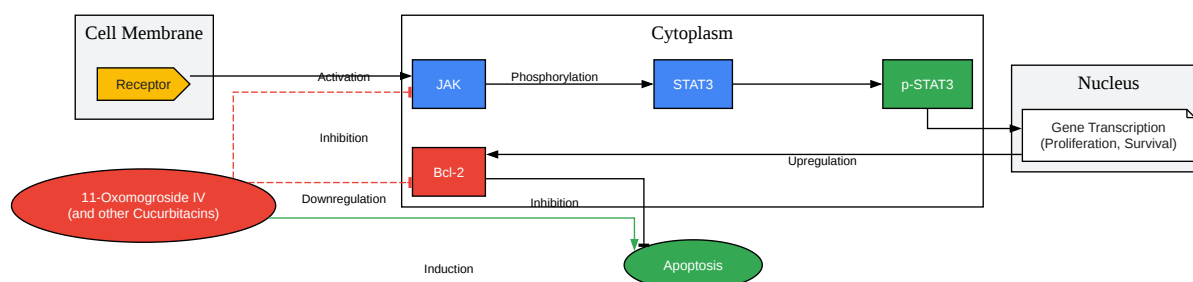 Cell Membrane
Cytoplasm
Receptor
Activation
JAK
Phosphorylation
STAT3
p-STAT3
Nucleus
Gene Transcription
(Proliferation, Survival)
Inhibition
Bcl-2
Upregulation
11-Oxomogroside IV
(and other Cucurbitacins)
Downregulation
Inhibition
Induction
Apoptosis